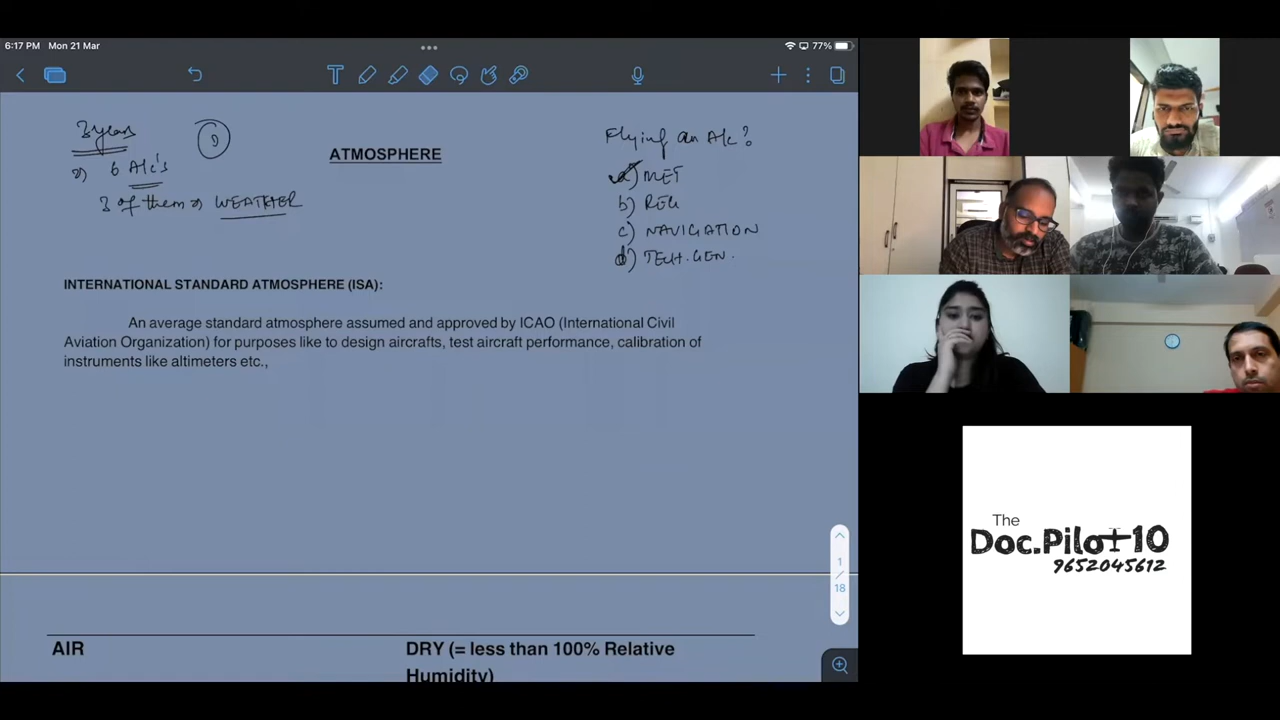 6:17 PM Mon 21 Mar
77%
3 years
6 A/c's
3 of them is WEATHER
ATMOSPHERE
Flying an A/c?
a) MET
b) REG
c) NAVIGATION
d) TECH. GEN.
INTERNATIONAL STANDARD ATMOSPHERE (ISA):
An average standard atmosphere assumed and approved by ICAO (International Civil
Aviation Organization) for purposes like to design aircrafts, test aircraft performance, calibration of
instruments like altimeters etc.,
1
/
18
AIR
DRY (= less than 100% Relative
Humidity)
The
Doc.Pilot10
9652045612